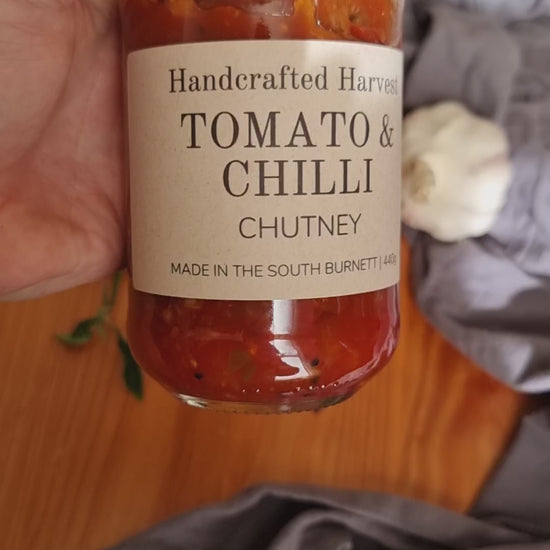 Handcrafted Harvest
TOMATO &
CHILLI
CHUTNEY
MADE IN THE SOUTH BURNETT | 440g